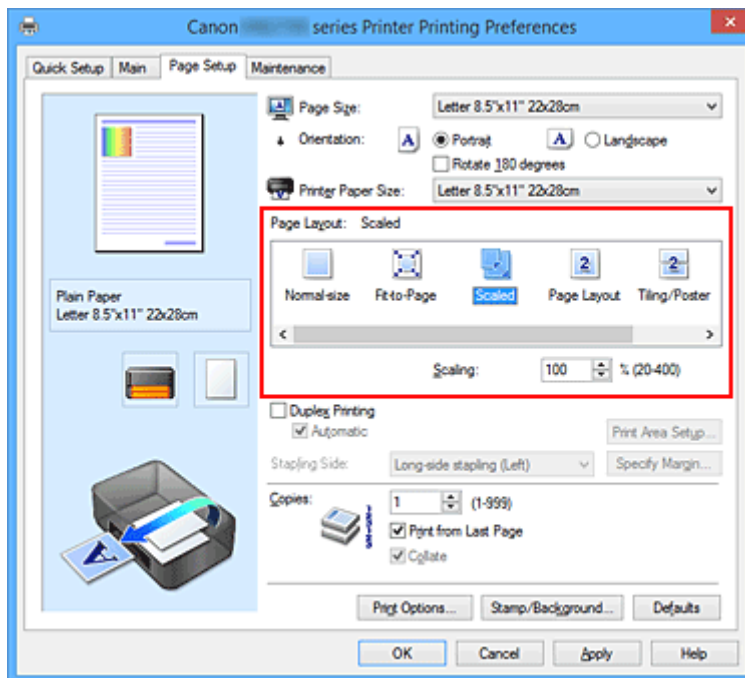 Canon series Printer Printing Preferences
Quick Setup Main Page Setup Maintenance
Page Size: Letter 8.5"x11" 22x28cm
Orientation: A Portrait A Landscape
Rotate 180 degrees
Printer Paper Size: Letter 8.5"x11" 22x28cm
Page Layout: Scaled
2 2
Normal-size Fit-to-Page Scaled Page Layout Tiling/Poster
Scaling: 100 % (20-400)
Plain Paper
Letter 8.5"x11" 22x28cm
Duplex Printing
Automatic
Print Area Setup...
Stapling Side: Long-side stapling (Left) Specify Margin...
Copies: 1 (1-999)
Print from Last Page
Collate
A
Print Options... Stamp/Background... Defaults
OK Cancel Apply Help